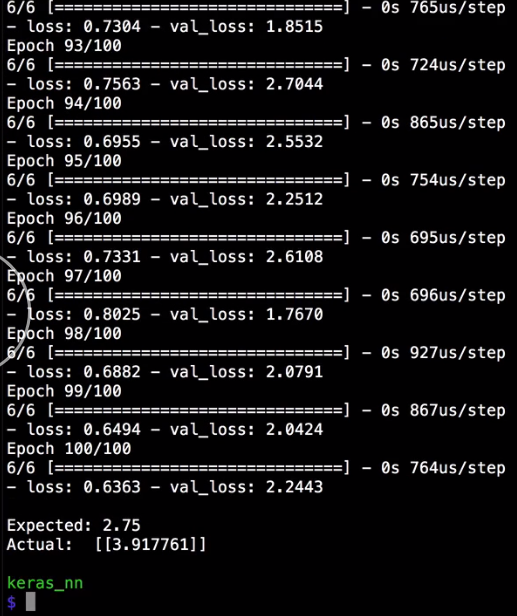 6/6 [==============================] - 0s 765us/step
- loss: 0.7304 - val_loss: 1.8515
Epoch 93/100
6/6 [==============================] - 0s 724us/step
- loss: 0.7563 - val_loss: 2.7044
Epoch 94/100
6/6 [==============================] - 0s 865us/step
- loss: 0.6955 - val_loss: 2.5532
Epoch 95/100
6/6 [==============================] - 0s 754us/step
- loss: 0.6989 - val_loss: 2.2512
Epoch 96/100
6/6 [==============================] - 0s 695us/step
- loss: 0.7331 - val_loss: 2.6108
Epoch 97/100
6/6 [==============================] - 0s 696us/step
- loss: 0.8025 - val_loss: 1.7670
Epoch 98/100
6/6 [==============================] - 0s 927us/step
- loss: 0.6882 - val_loss: 2.0791
Epoch 99/100
6/6 [==============================] - 0s 867us/step
- loss: 0.6494 - val_loss: 2.0424
Epoch 100/100
6/6 [==============================] - 0s 764us/step
- loss: 0.6363 - val_loss: 2.2443
Expected: 2.75
Actual:  [[3.917761]]
keras_nn
$